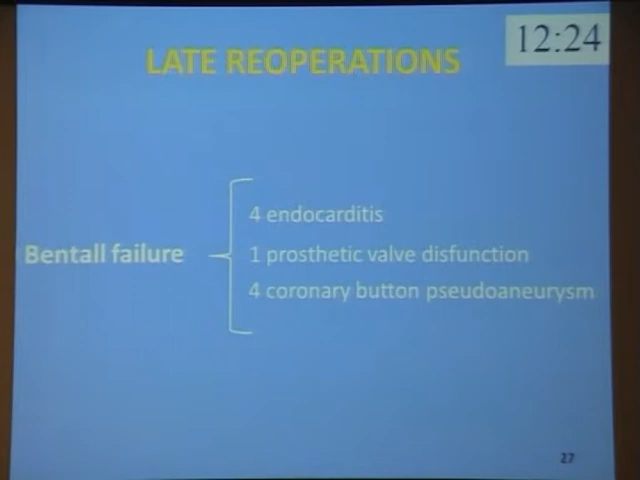 12:24
LATE REOPERATIONS
4 endocarditis
Bentall failure
1 prosthetic valve disfunction
4 coronary button pseudoaneurysm
27